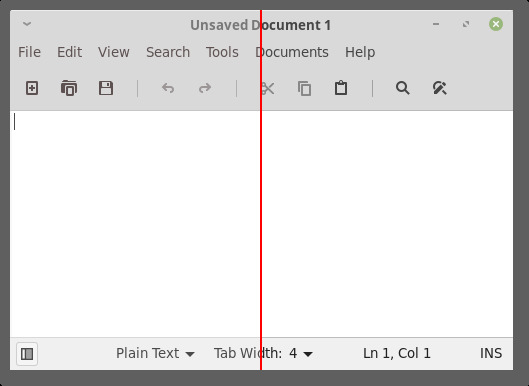 Unsaved Document 1
File Edit View Search Tools Documents Help
Plain Text Tab Width: 4 Ln 1, Col 1 INS